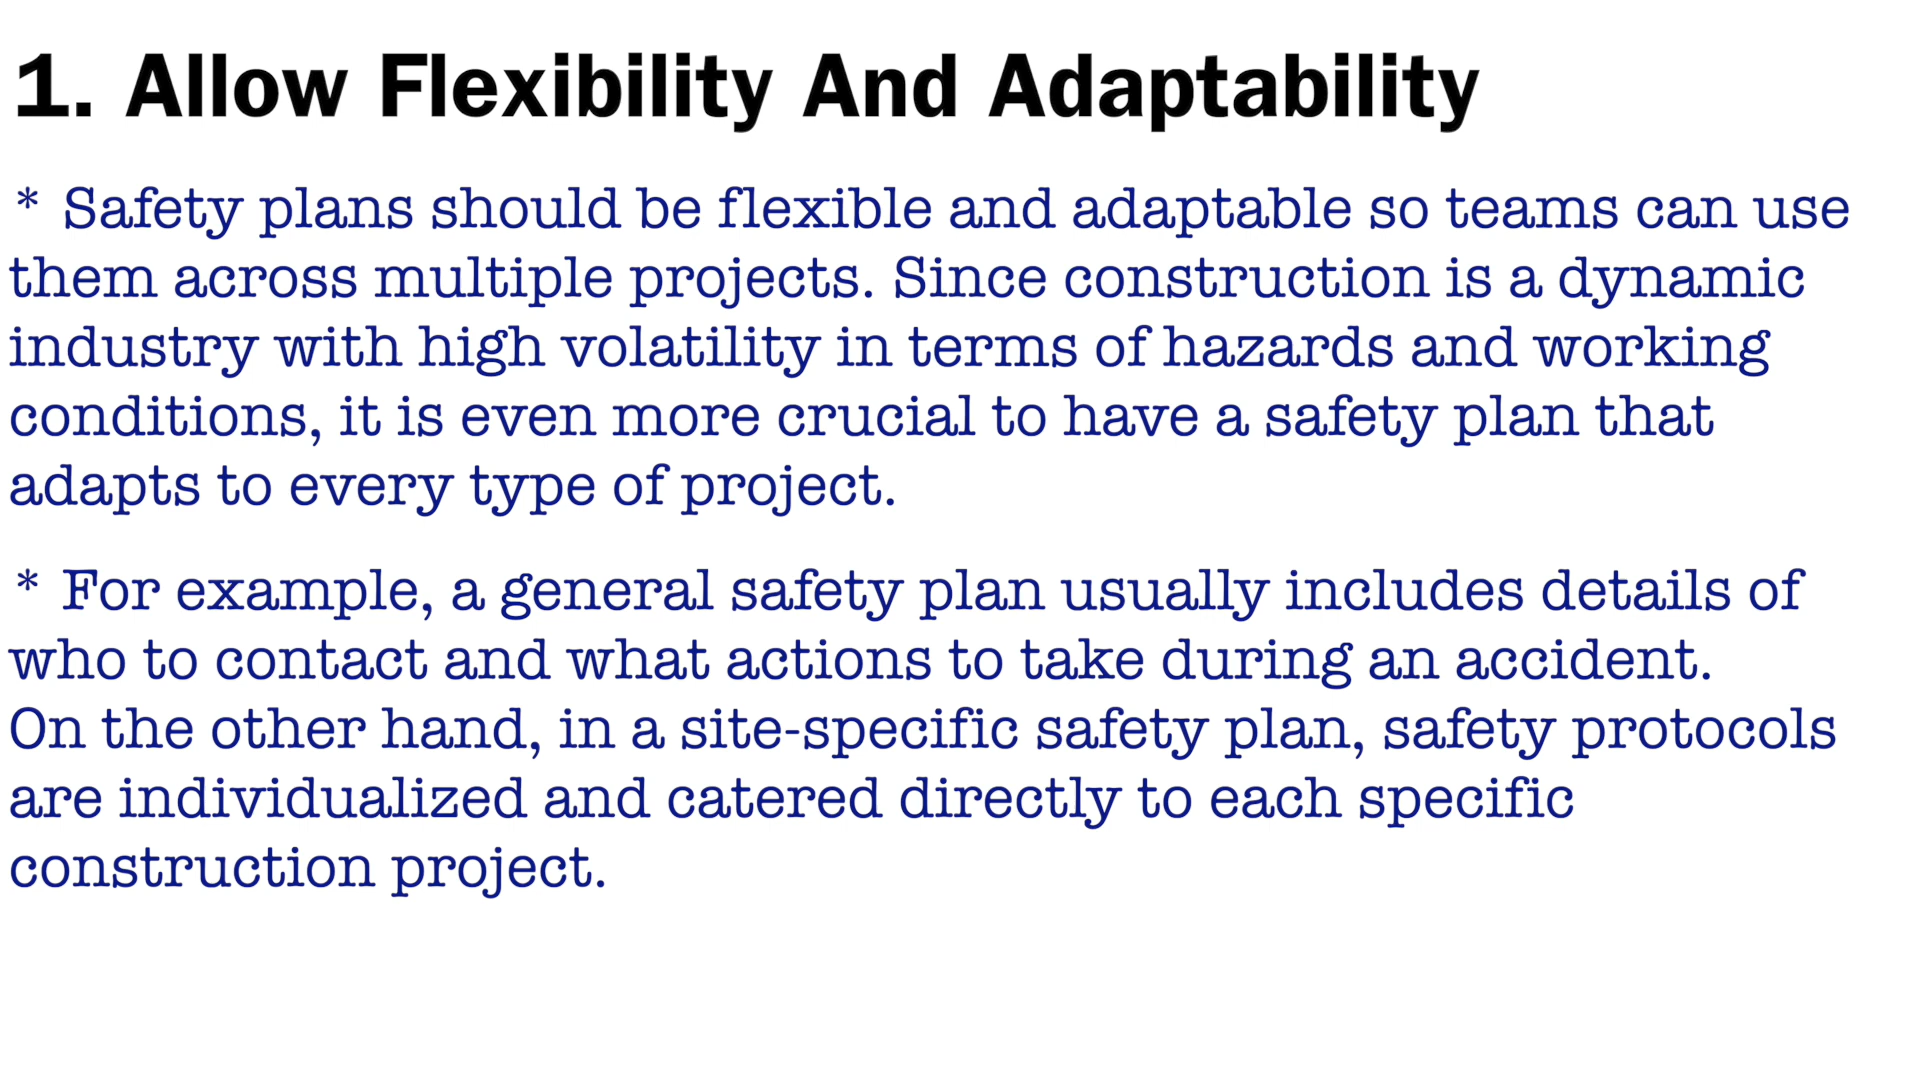 1. Allow Flexibility And Adaptability
* Safety plans should be flexible and adaptable so teams can use
them across multiple projects. Since construction is a dynamic
industry with high volatility in terms of hazards and working
conditions, it is even more crucial to have a safety plan that
adapts to every type of project.
* For example, a general safety plan usually includes details of
who to contact and what actions to take during an accident.
On the other hand, in a site-specific safety plan, safety protocols
are individualized and catered directly to each specific
construction project.